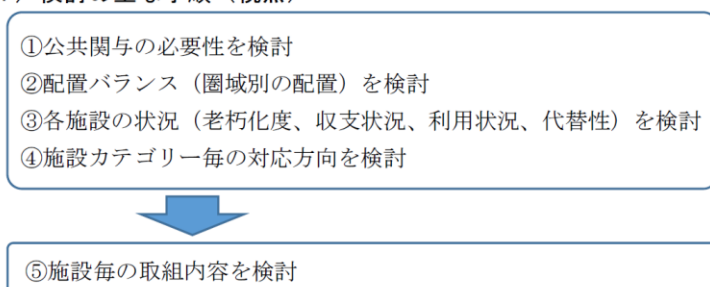 検討の主な手順（視点）
①公共関与の必要性を検討
②配置バランス（圏域別の配置）を検討
③各施設の状況（老朽化度、収支状況、利用状況、代替性）を検討
④施設カテゴリー毎の対応方向を検討
⑤施設毎の取組内容を検討